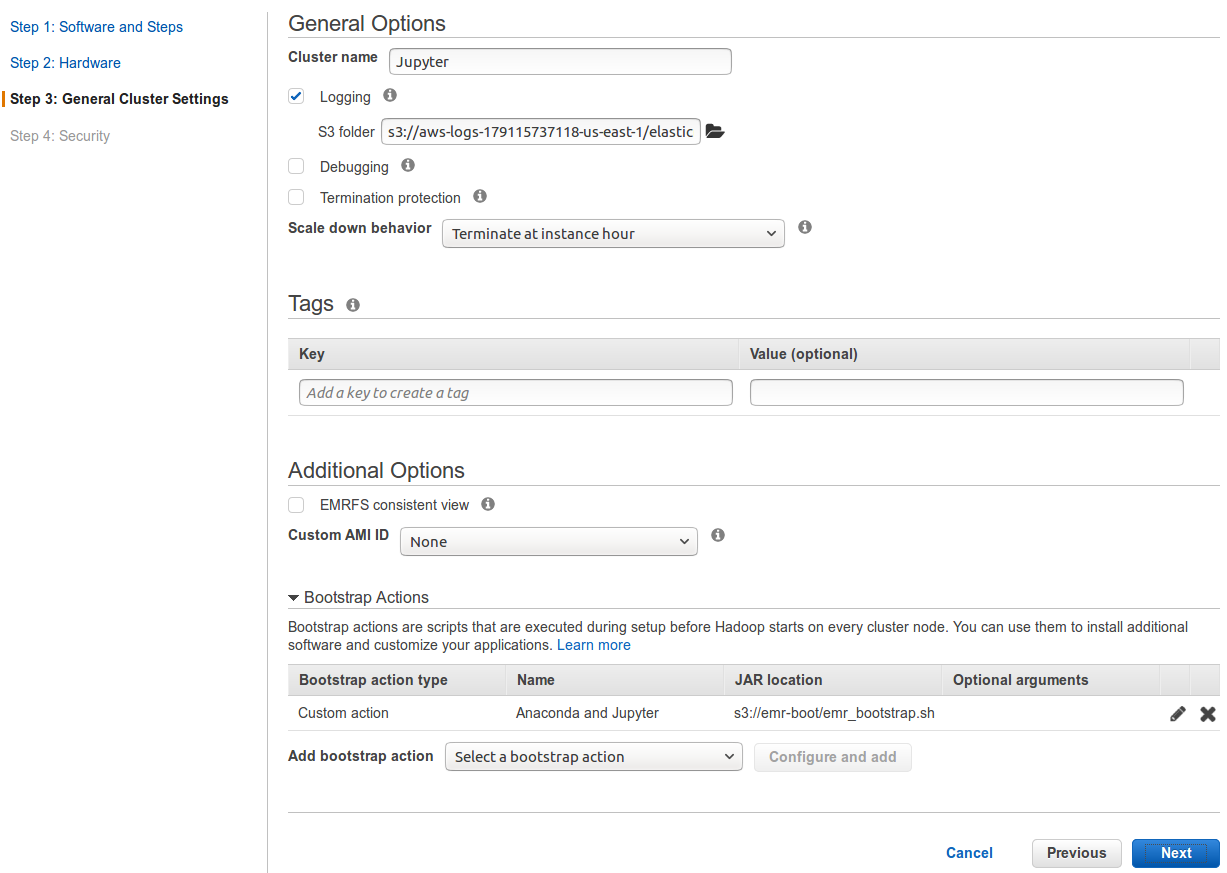 Step 1: Software and Steps
Step 2: Hardware
Step 3: General Cluster Settings
Step 4: Security
General Options
Cluster name Jupyter
Logging
S3 folder s3://aws-logs-179115737118-us-east-1/elastic
Debugging
Termination protection
Scale down behavior Terminate at instance hour
Tags
Key Value (optional)
Add a key to create a tag
Additional Options
EMRFS consistent view
Custom AMI ID None
Bootstrap Actions
Bootstrap actions are scripts that are executed during setup before Hadoop starts on every cluster node. You can use them to install additional
software and customize your applications. Learn more
Bootstrap action type Name JAR location Optional arguments
Custom action Anaconda and Jupyter s3://emr-boot/emr_bootstrap.sh
Add bootstrap action Select a bootstrap action Configure and add
Cancel Previous Next